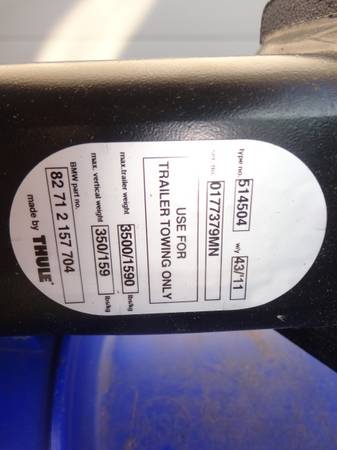 type no. 514504 w/y 43/'11
ser. no. 0177379MN
USE FOR
TRAILER TOWING ONLY
max.trailer weight 3500/1590 lbs/kg
max. vertical weight 350/159 lbs/kg
BMW part no.
82 71 2 157 704
made by THULE